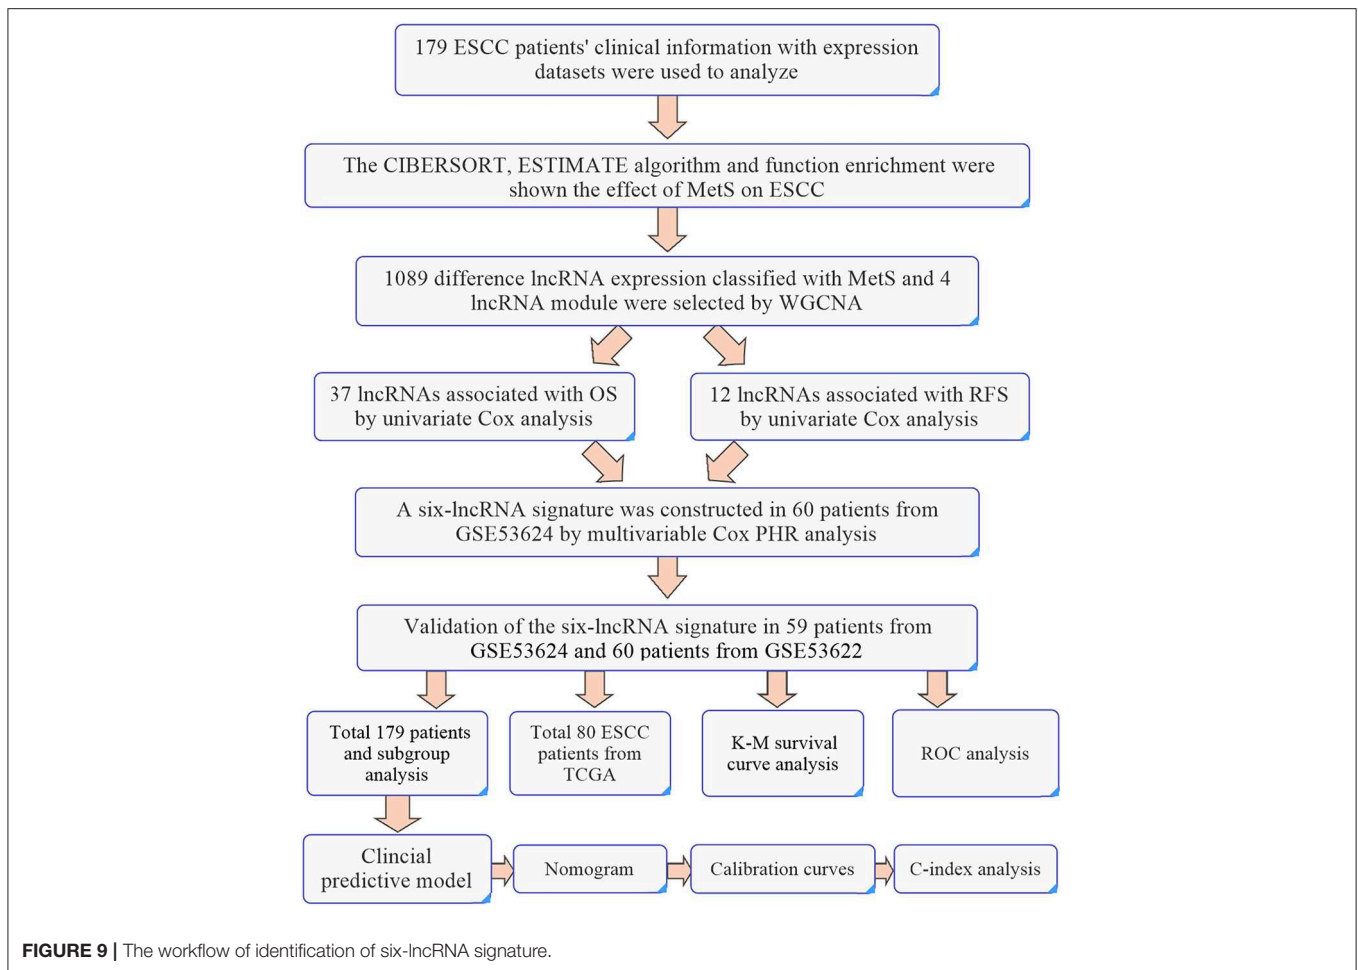 179 ESCC patients' clinical information with expression
datasets were used to analyze
The CIBERSORT, ESTIMATE algorithm and function enrichment were
shown the effect of MetS on ESCC
1089 difference lncRNA expression classified with MetS and 4
lncRNA module were selected by WGCNA
37 lncRNAs associated with OS
by univariate Cox analysis
12 lncRNAs associated with RFS
by univariate Cox analysis
A six-lncRNA signature was constructed in 60 patients from
GSE53624 by multivariable Cox PHR analysis
Validation of the six-lncRNA signature in 59 patients from
GSE53624 and 60 patients from GSE53622
Total 179 patients
and subgroup
analysis
Total 80 ESCC
patients from
TCGA
K-M survival
curve analysis
ROC analysis
Clincial
predictive model
Nomogram
Calibration curves
C-index analysis
FIGURE 9 | The workflow of identification of six-lncRNA signature.